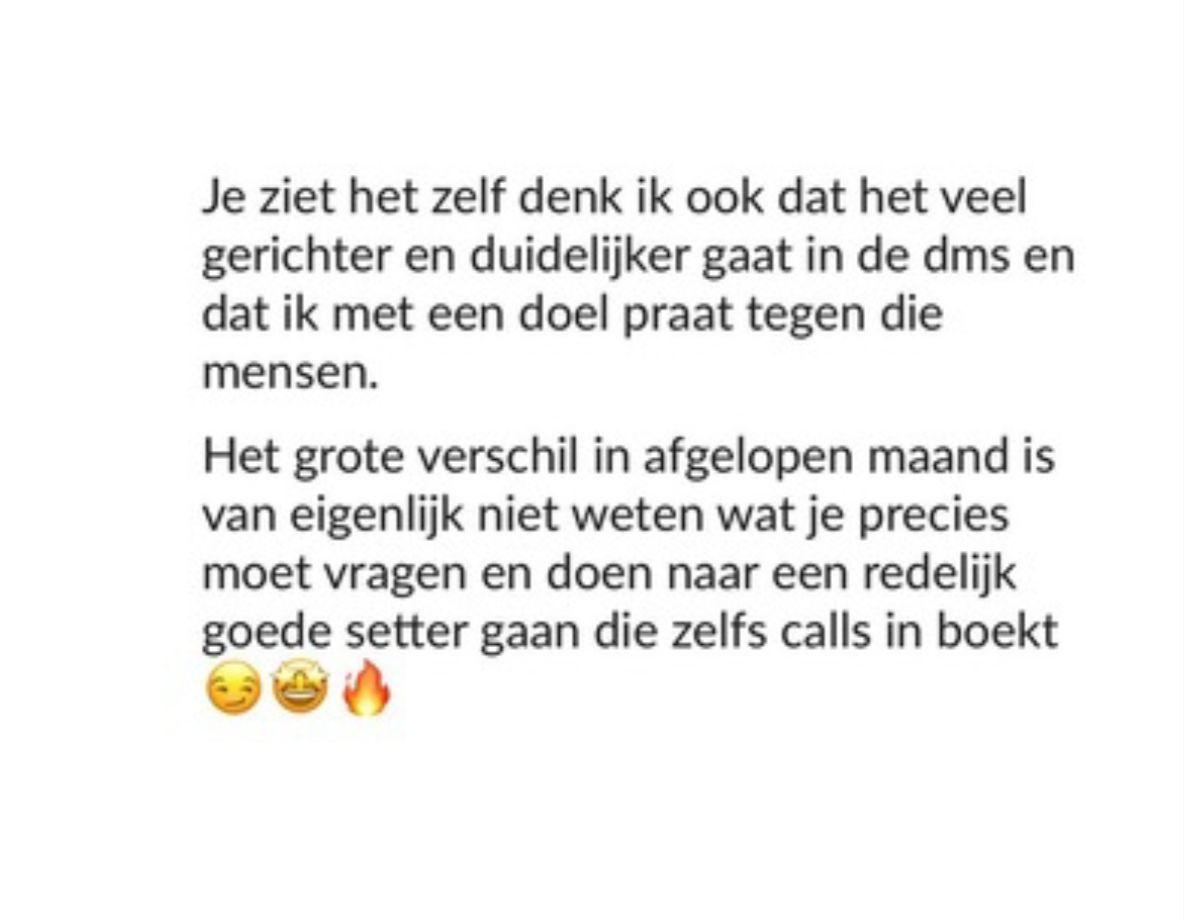 Je ziet het zelf denk ik ook dat het veel
gerichter en duidelijker gaat in de dms en
dat ik met een doel praat tegen die
mensen.
Het grote verschil in afgelopen maand is
van eigenlijk niet weten wat je precies
moet vragen en doen naar een redelijk
goede setter gaan die zelfs calls in boekt
😏🤩🔥